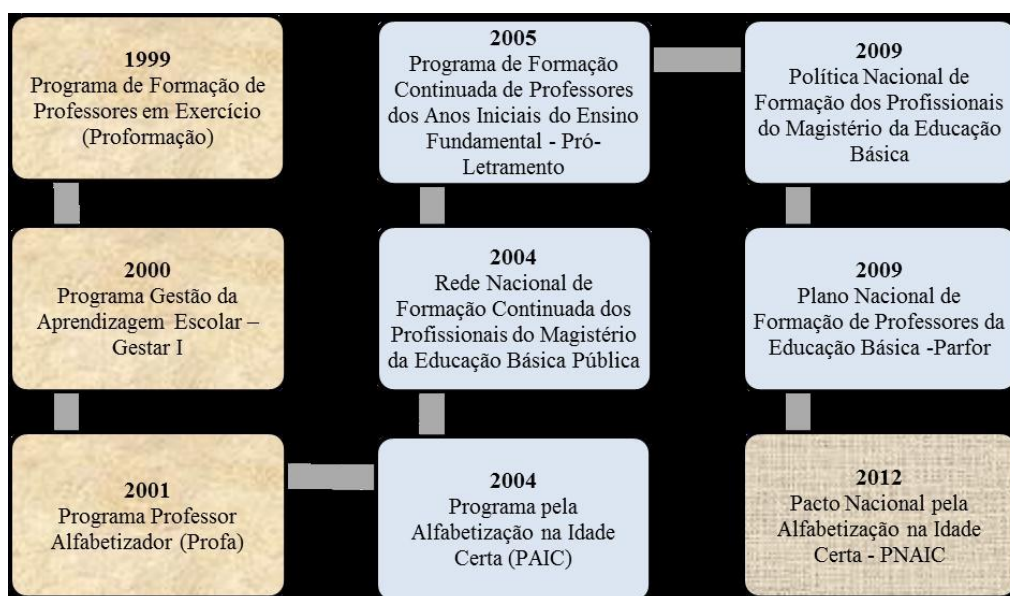 1999
Programa de Formação de
Professores em Exercício
(Proformação)
2000
Programa Gestão da
Aprendizagem Escolar –
Gestar I
2001
Programa Professor
Alfabetizador (Profa)
2004
Programa pela
Alfabetização na Idade
Certa (PAIC)
2004
Rede Nacional de
Formação Continuada dos
Profissionais do Magistério
da Educação Básica Pública
2005
Programa de Formação
Continuada de Professores
dos Anos Iniciais do Ensino
Fundamental - Pró-
Letramento
2009
Política Nacional de
Formação dos Profissionais
do Magistério da Educação
Básica
2009
Plano Nacional de
Formação de Professores da
Educação Básica -Parfor
2012
Pacto Nacional pela
Alfabetização na Idade
Certa - PNAIC